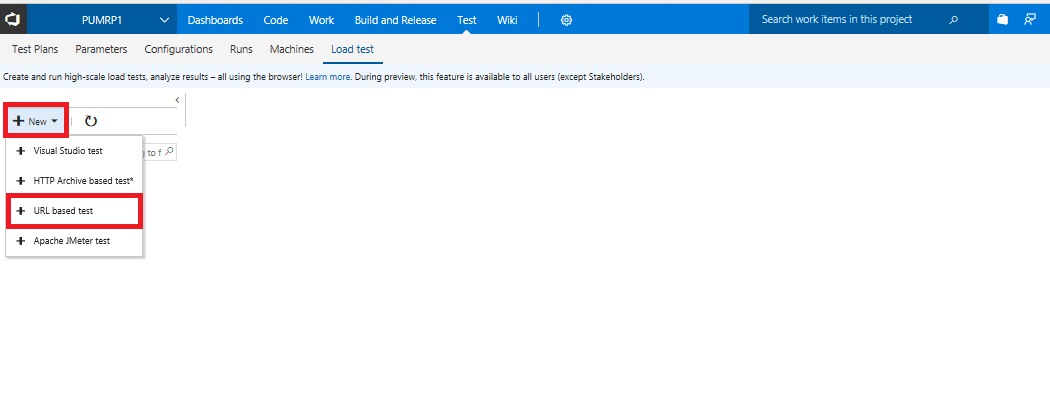 PUMRP1 Dashboards Code Work Build and Release Test Wiki Search work items in this project
Test Plans Parameters Configurations Runs Machines Load test
Create and run high-scale load tests, analyze results – all using the browser! Learn more. During preview, this feature is available to all users (except Stakeholders).
New
Visual Studio test
to f
HTTP Archive based test*
URL based test
Apache JMeter test